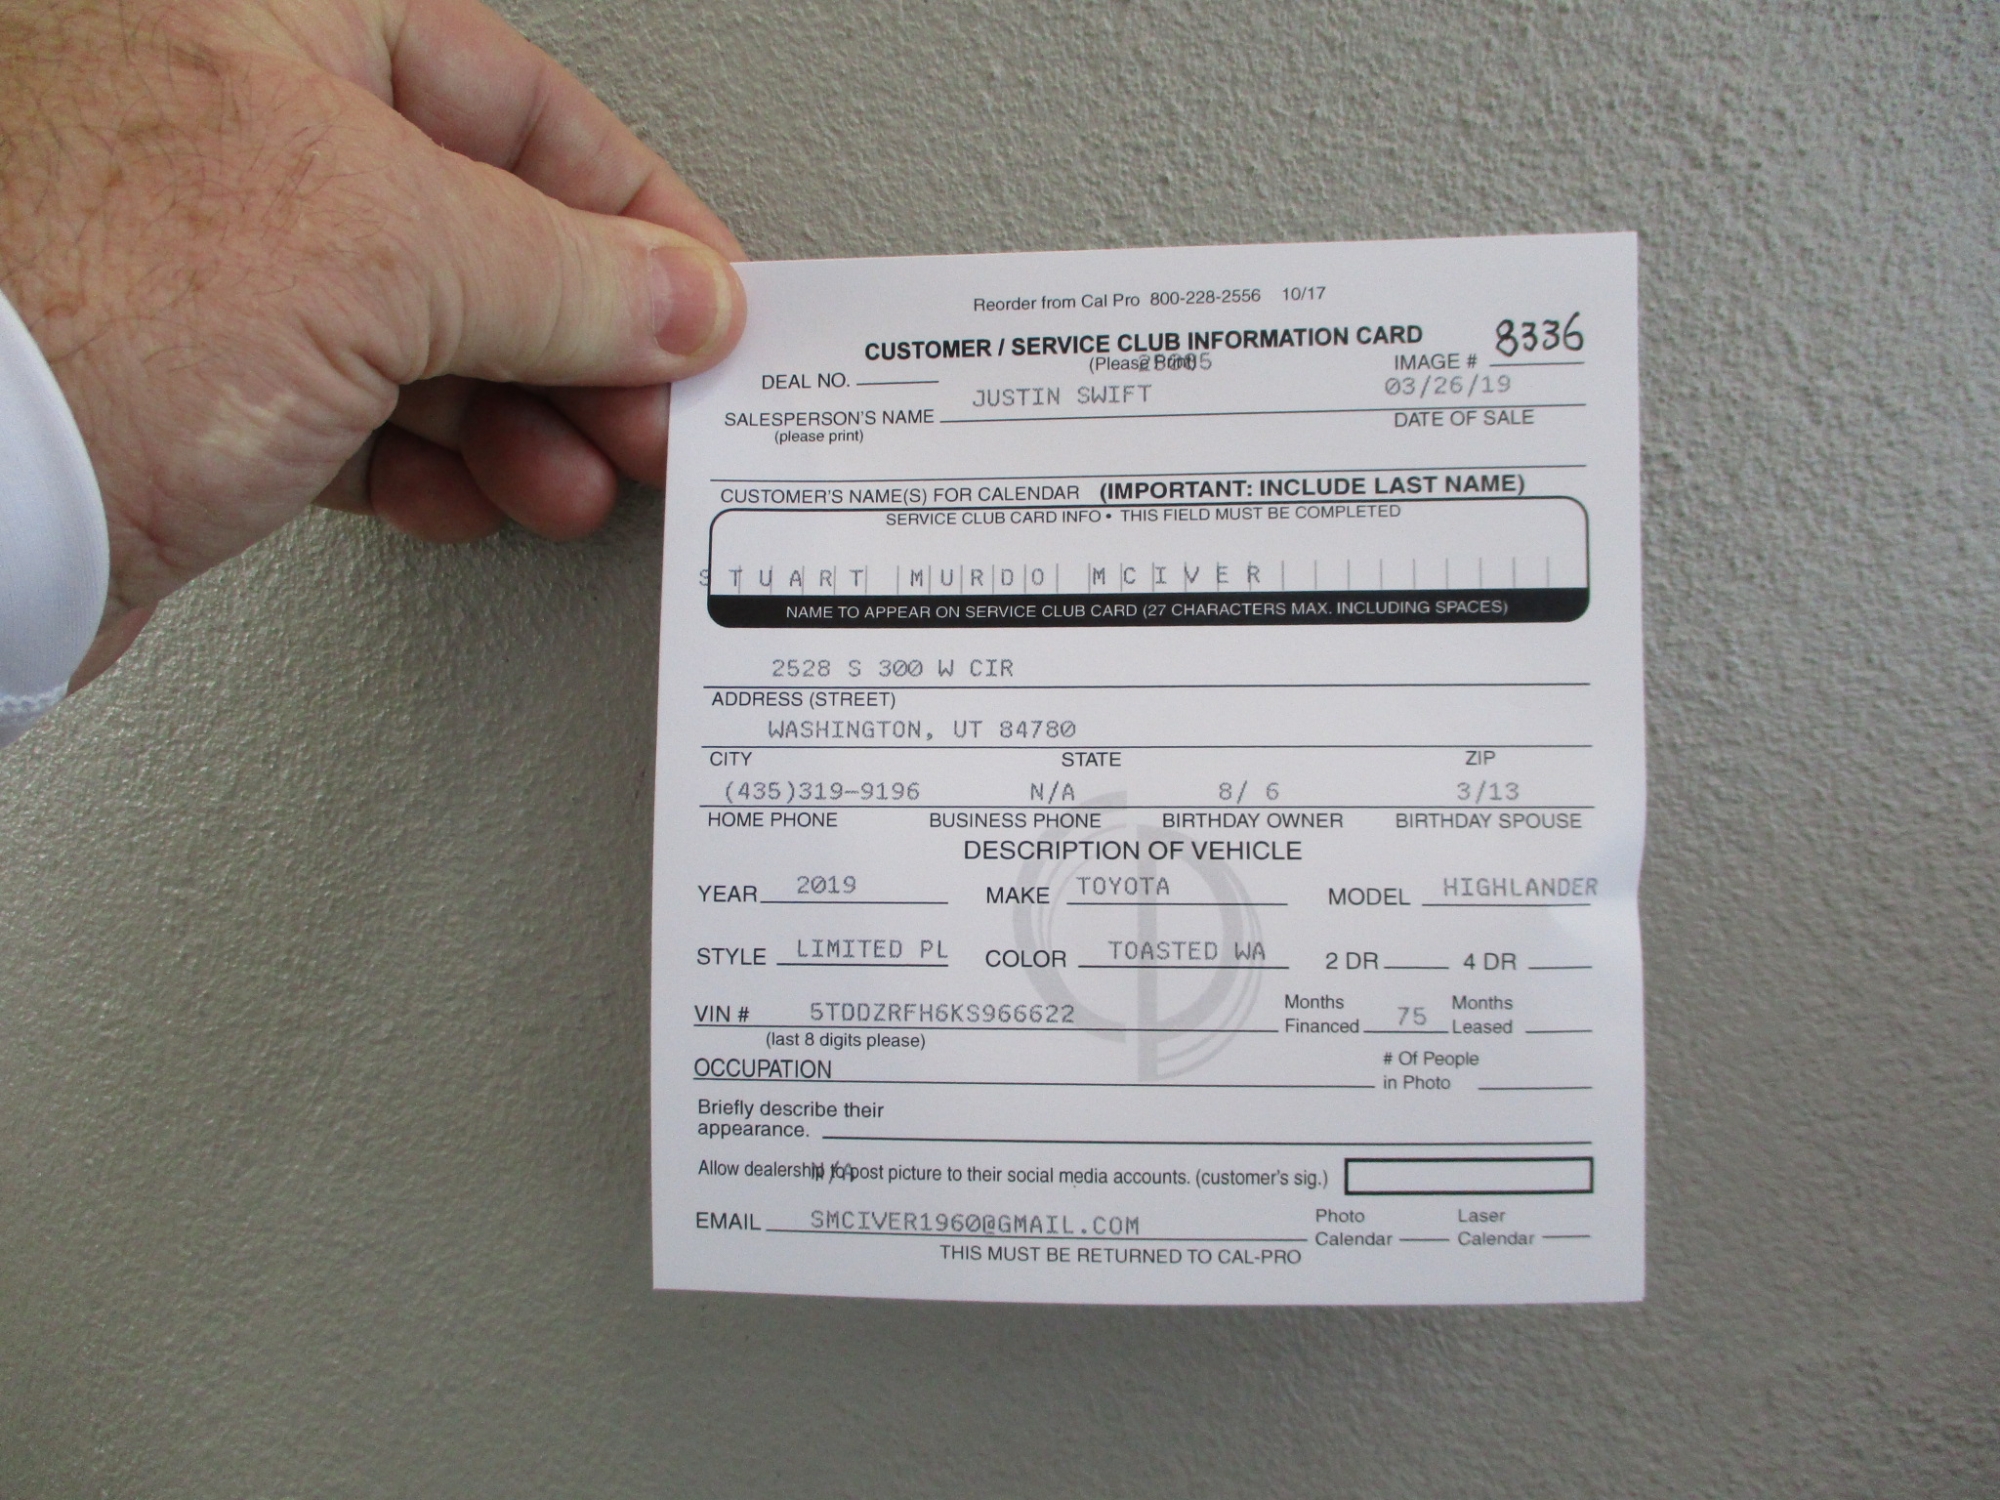 Reorder from Cal Pro 800-228-2556 10/17
CUSTOMER / SERVICE CLUB INFORMATION CARD
8336
(Please Print)
IMAGE #
DEAL NO.
JUSTIN SWIFT 03/26/19
SALESPERSON'S NAME DATE OF SALE
(please print)
CUSTOMER'S NAME(S) FOR CALENDAR (IMPORTANT: INCLUDE LAST NAME)
SERVICE CLUB CARD INFO • THIS FIELD MUST BE COMPLETED
STUART MURDO MCIVER
NAME TO APPEAR ON SERVICE CLUB CARD (27 CHARACTERS MAX. INCLUDING SPACES)
2528 S 300 W CIR
ADDRESS (STREET)
WASHINGTON, UT 84780
CITY STATE ZIP
(435)319-9196 N/A 8/ 6 3/13
HOME PHONE BUSINESS PHONE BIRTHDAY OWNER BIRTHDAY SPOUSE
DESCRIPTION OF VEHICLE
YEAR 2019 MAKE TOYOTA MODEL HIGHLANDER
STYLE LIMITED PL COLOR TOASTED WA 2 DR 4 DR
VIN # 5TDDZRFH6KS966622 Months Financed 75 Months Leased
(last 8 digits please)
OCCUPATION # Of People in Photo
Briefly describe their
appearance.
N/A
Allow dealership to post picture to their social media accounts. (customer's sig.)
EMAIL SMCIVER1960@GMAIL.COM Photo Calendar Laser Calendar
THIS MUST BE RETURNED TO CAL-PRO